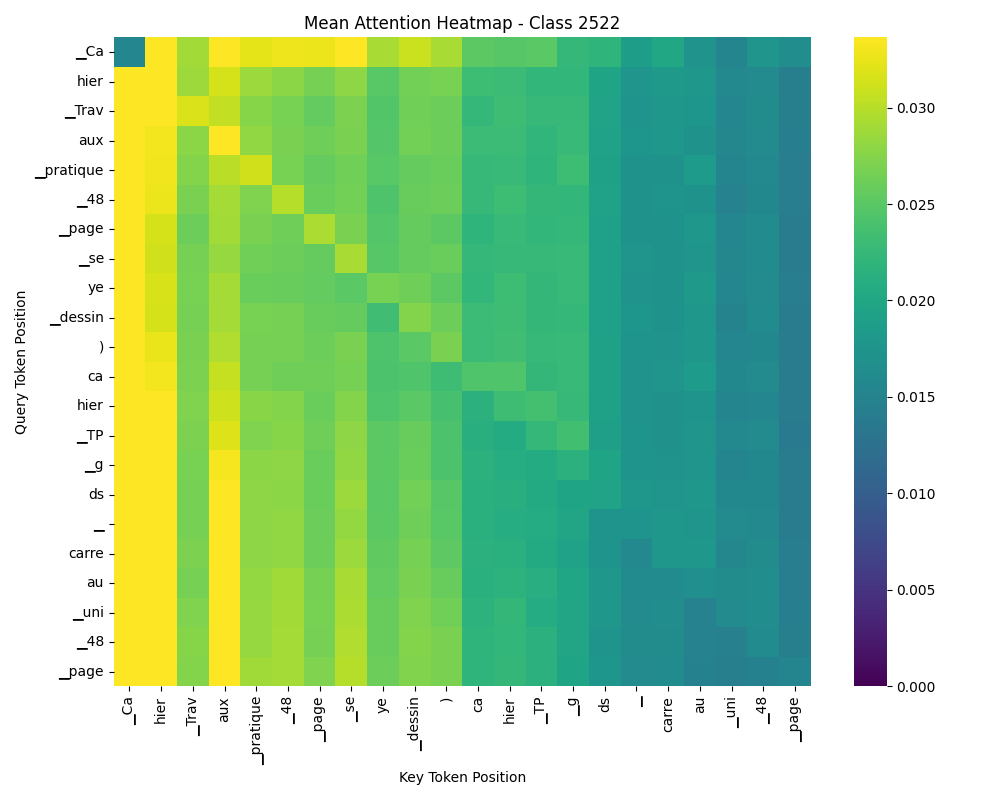 Mean Attention Heatmap - Class 2522
Query Token Position
▁Ca
hier
▁Trav
aux
▁pratique
▁48
▁page
▁se
ye
▁dessin
)
ca
hier
▁TP
▁g
ds
▁
carre
au
▁uni
▁48
▁page
▁Ca
hier
▁Trav
aux
▁pratique
▁48
▁page
▁se
ye
▁dessin
)
ca
hier
▁TP
▁g
ds
▁
carre
au
▁uni
▁48
▁page
Key Token Position
0.030
0.025
0.020
0.015
0.010
0.005
0.000